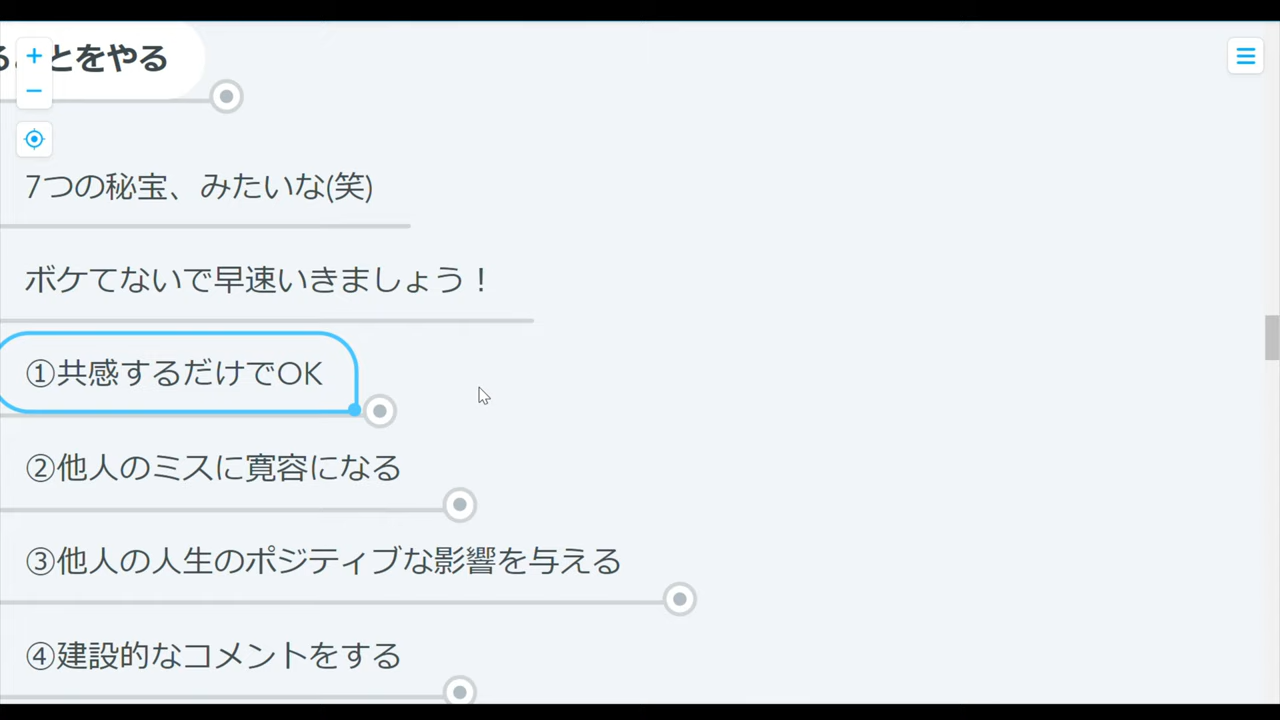 ることをやる
7つの秘宝、みたいな(笑)
ボケてないで早速いきましょう！
①共感するだけでOK
②他人のミスに寛容になる
③他人の人生のポジティブな影響を与える
④建設的なコメントをする